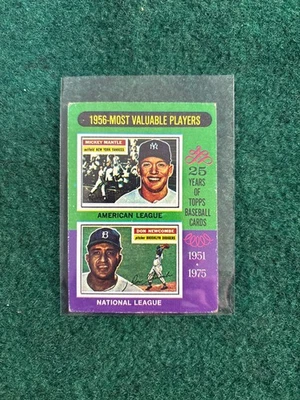 1956-MOST VALUABLE PLAYERS
MICKEY MANTLE
outfield NEW YORK YANKEES
AMERICAN LEAGUE
DON NEWCOMBE
pitcher BROOKLYN DODGERS
B
NATIONAL LEAGUE
25
YEARS
OF
TOPPS
BASEBALL
CARDS
1951
•
1975